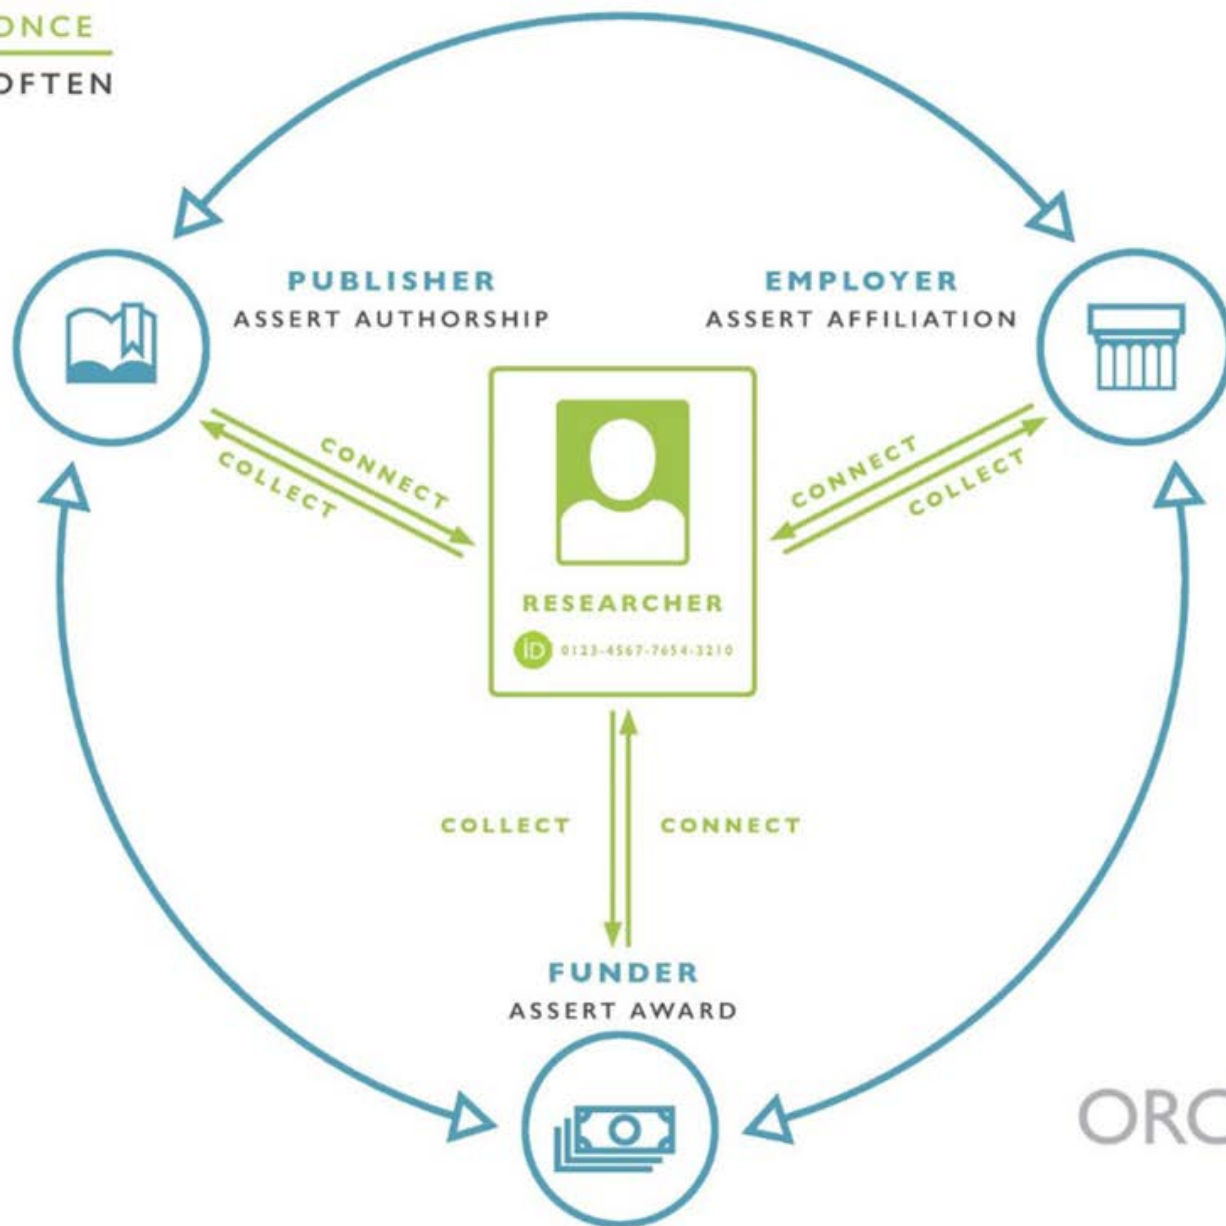 ONCE
OFTEN
PUBLISHER
ASSERT AUTHORSHIP
EMPLOYER
ASSERT AFFILIATION
CONNECT
COLLECT
CONNECT
COLLECT
RESEARCHER
iD 0123-4567-7654-3210
COLLECT
CONNECT
FUNDER
ASSERT AWARD
ORC